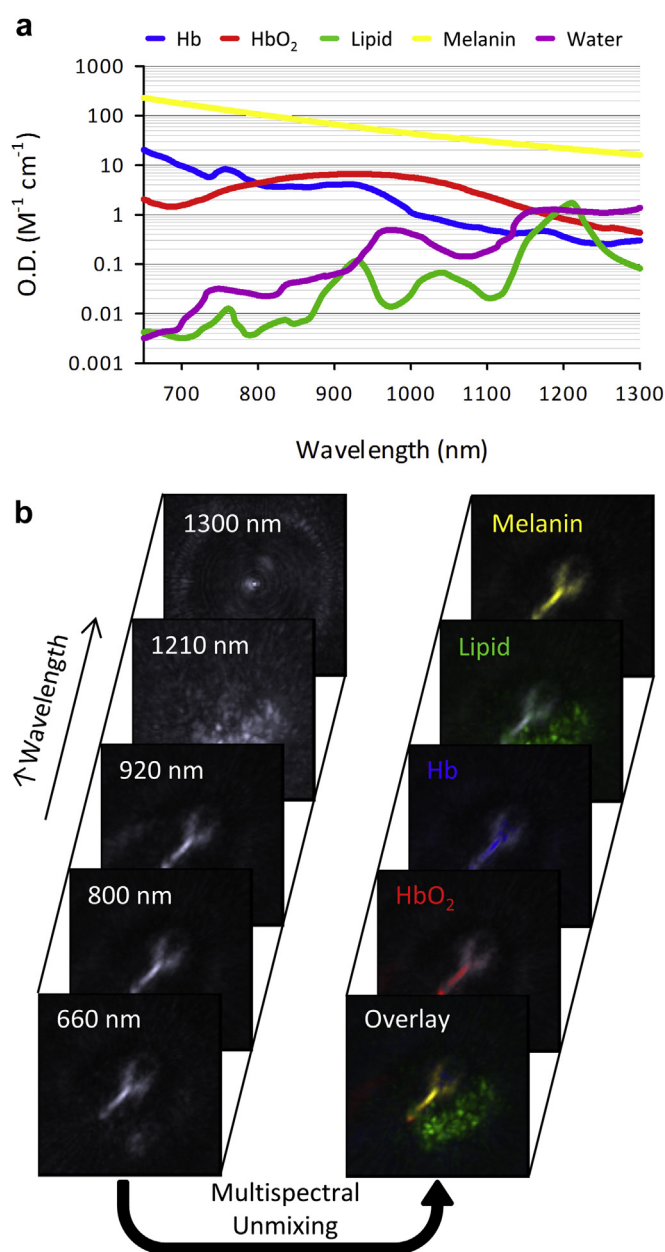 a
Hb HbO₂ Lipid Melanin Water
O.D. (M⁻¹ cm⁻¹)
1000
100
10
1
0.1
0.01
0.001
700 800 900 1000 1100 1200 1300
Wavelength (nm)
b
↑Wavelength
1300 nm
1210 nm
920 nm
800 nm
660 nm
Melanin
Lipid
Hb
HbO₂
Overlay
Multispectral
Unmixing